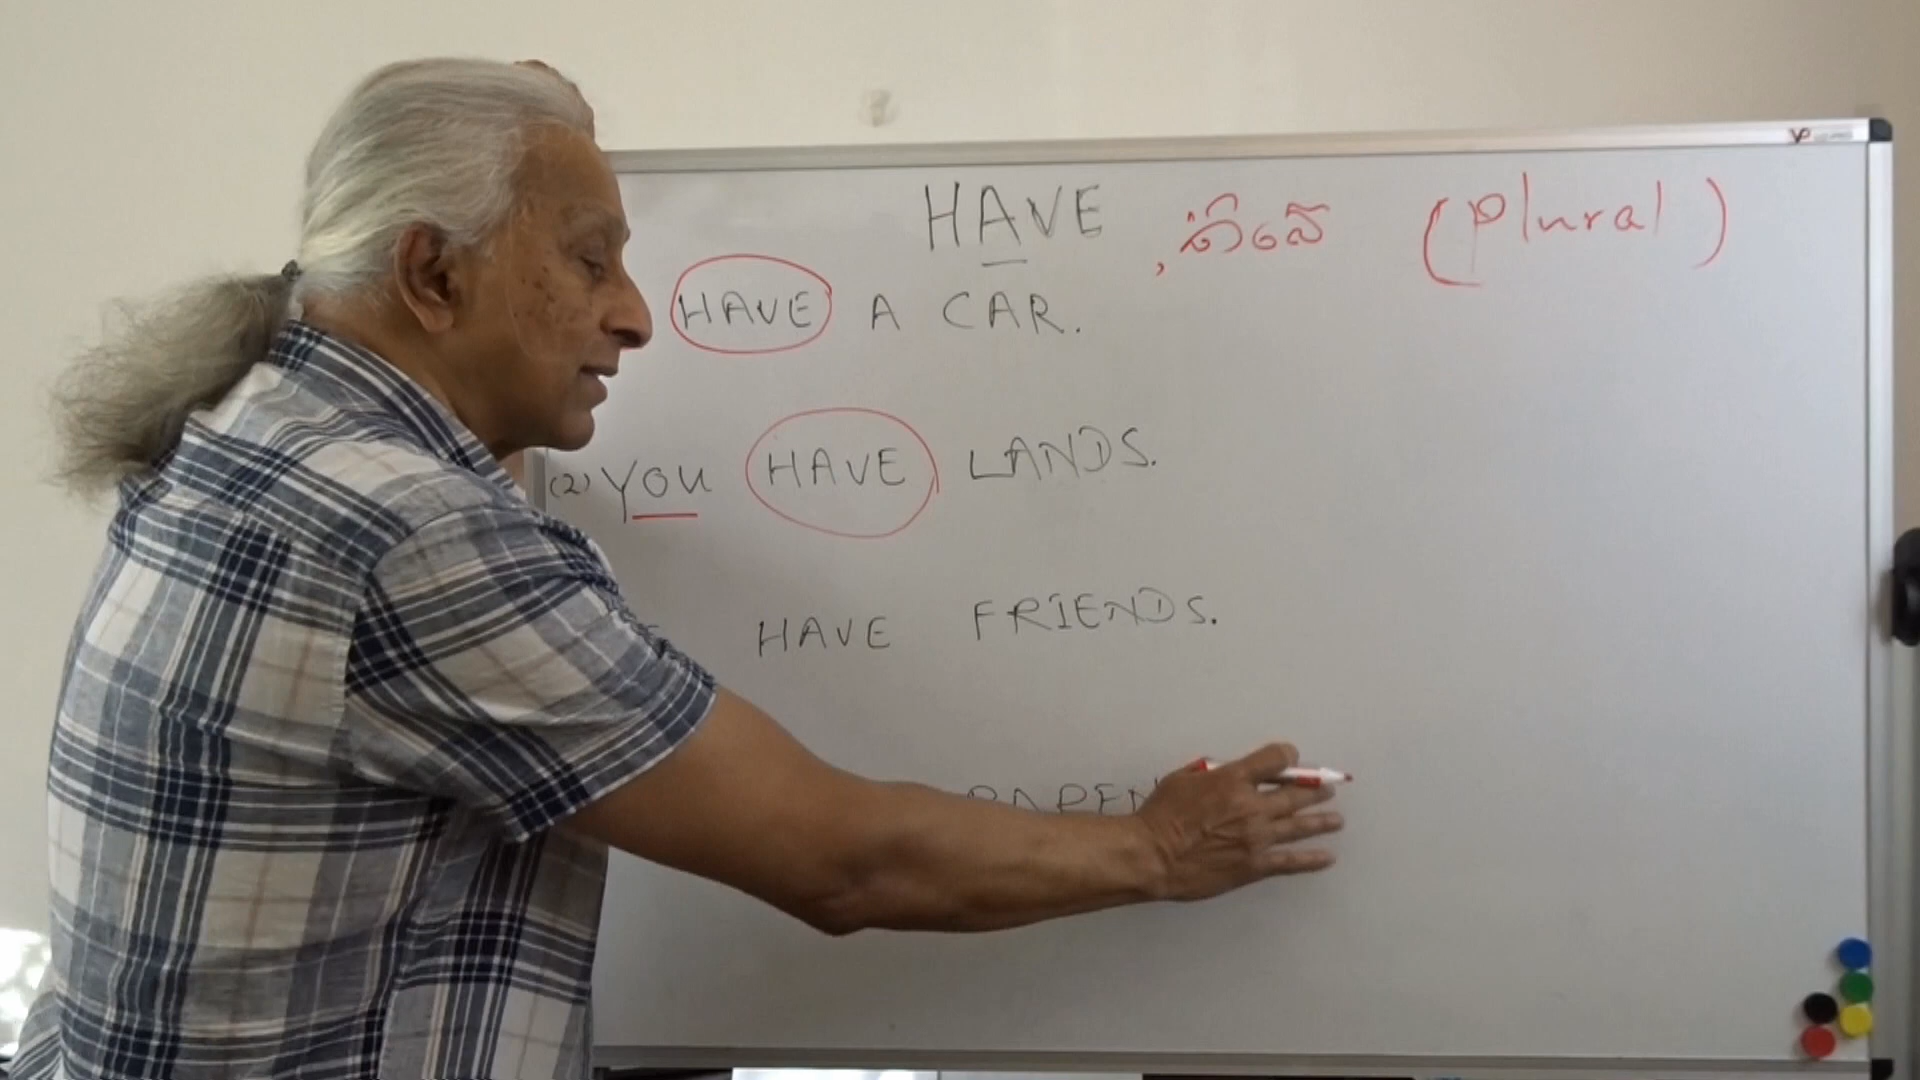 HAVE , තිබේ (Plural)
HAVE A CAR.
(2) YOU HAVE LANDS.
HAVE FRIENDS.